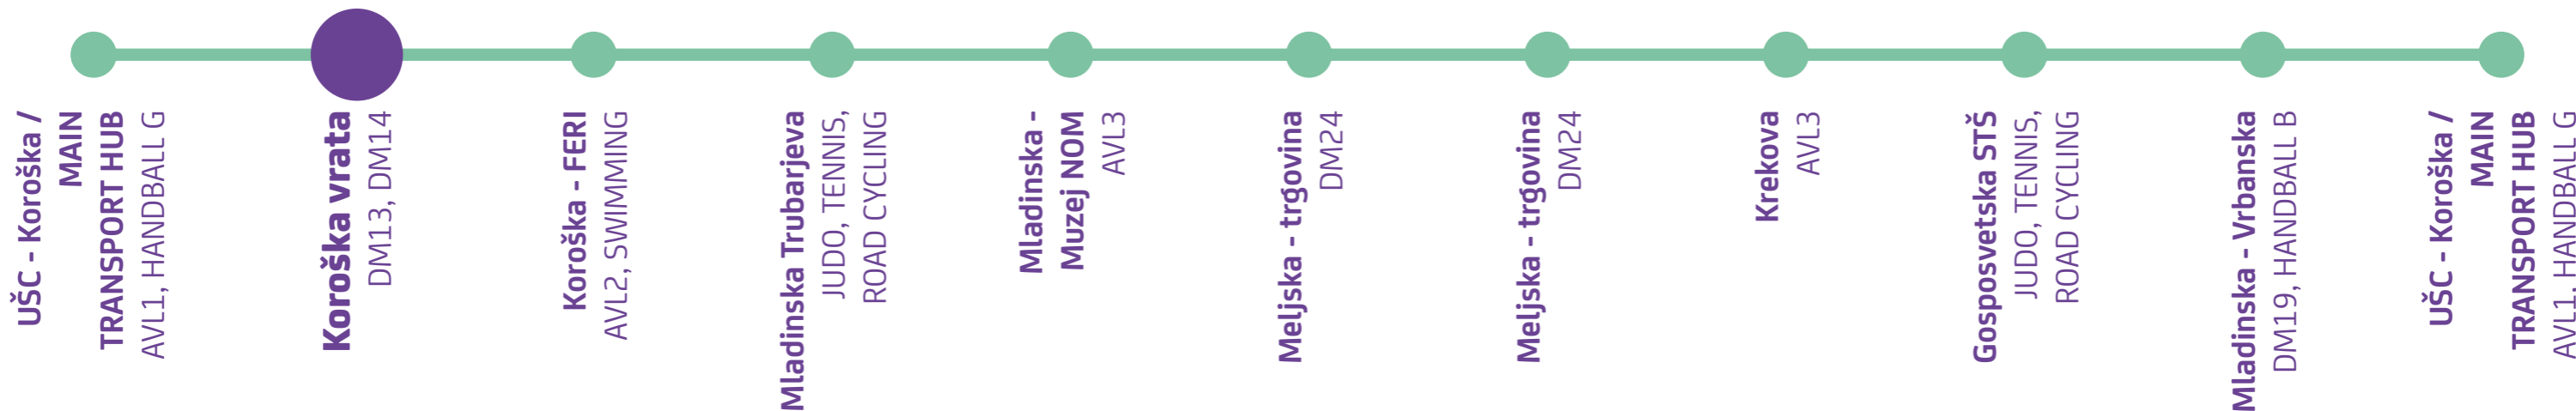 UŠC - Koroška /
MAIN
TRANSPORT HUB
AVL1, HANDBALL G
Koroška vrata
DM13, DM14
Koroška - FERI
AVL2, SWIMMING
Mladinska Trubarjeva
JUDO, TENNIS,
ROAD CYCLING
Mladinska -
Muzej NOM
AVL3
Meljska - trgovina
DM24
Meljska - trgovina
DM24
Krekova
AVL3
Gosposvetska STŠ
JUDO, TENNIS,
ROAD CYCLING
Mladinska - Vrbanska
DM19, HANDBALL B
UŠC - Koroška /
MAIN
TRANSPORT HUB
AVL1, HANDBALL G